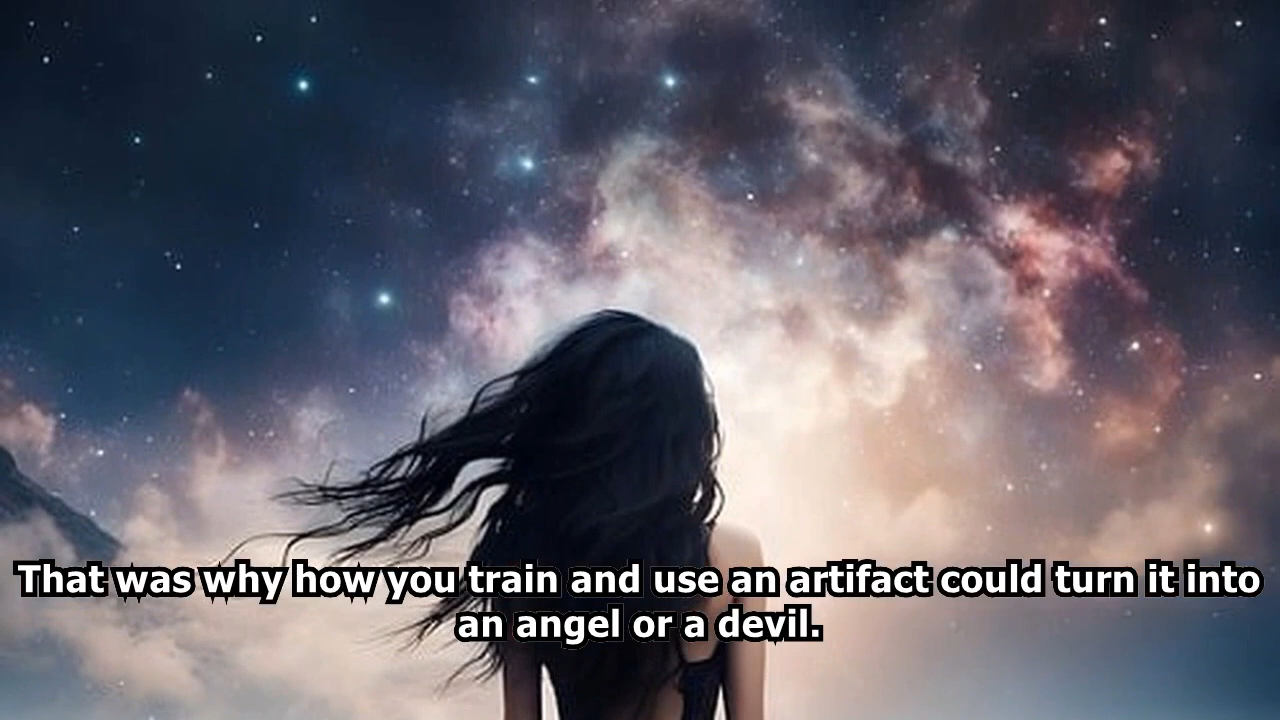 That was why how you train and use an artifact could turn it into
an angel or a devil.